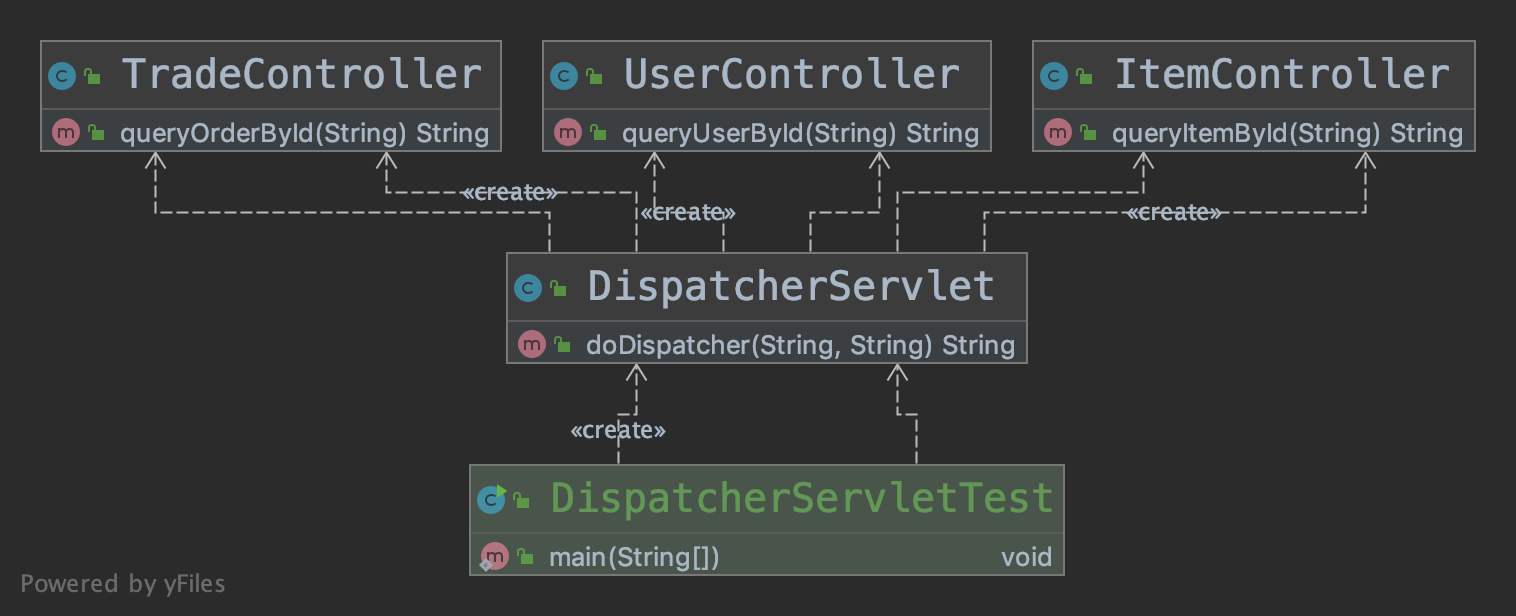 TradeController
queryOrderById(String) String
UserController
queryUserById(String) String
ItemController
queryItemById(String) String
«create»
«create»
«create»
DispatcherServlet
doDispatcher(String, String) String
«create»
DispatcherServletTest
main(String[]) void
Powered by yFiles